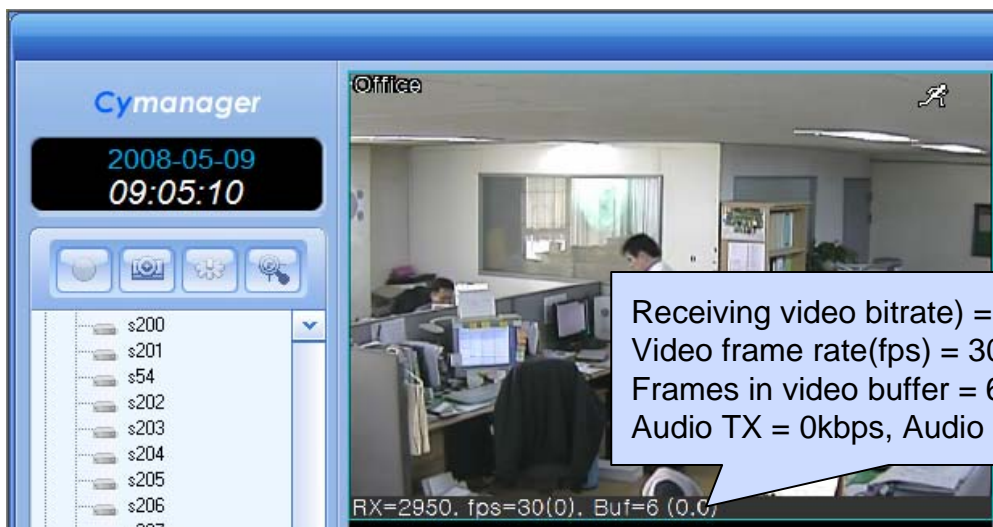 Cymanager
2008-05-09
09:05:10
s200
s201
s54
s202
s203
s204
s205
s206
Office
Receiving video bitrate) =
Video frame rate(fps) = 30
Frames in video buffer = 6
Audio TX = 0kbps, Audio
RX=2950. fps=30(0). Buf=6 (0.0)